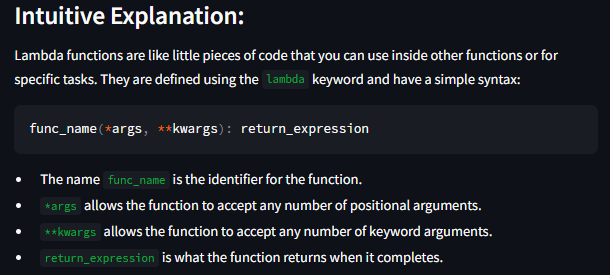 Intuitive Explanation:
Lambda functions are like little pieces of code that you can use inside other functions or for
specific tasks. They are defined using the lambda keyword and have a simple syntax:
func_name(*args, **kwargs): return_expression
• The name func_name is the identifier for the function.
• *args allows the function to accept any number of positional arguments.
• **kwargs allows the function to accept any number of keyword arguments.
• return_expression is what the function returns when it completes.